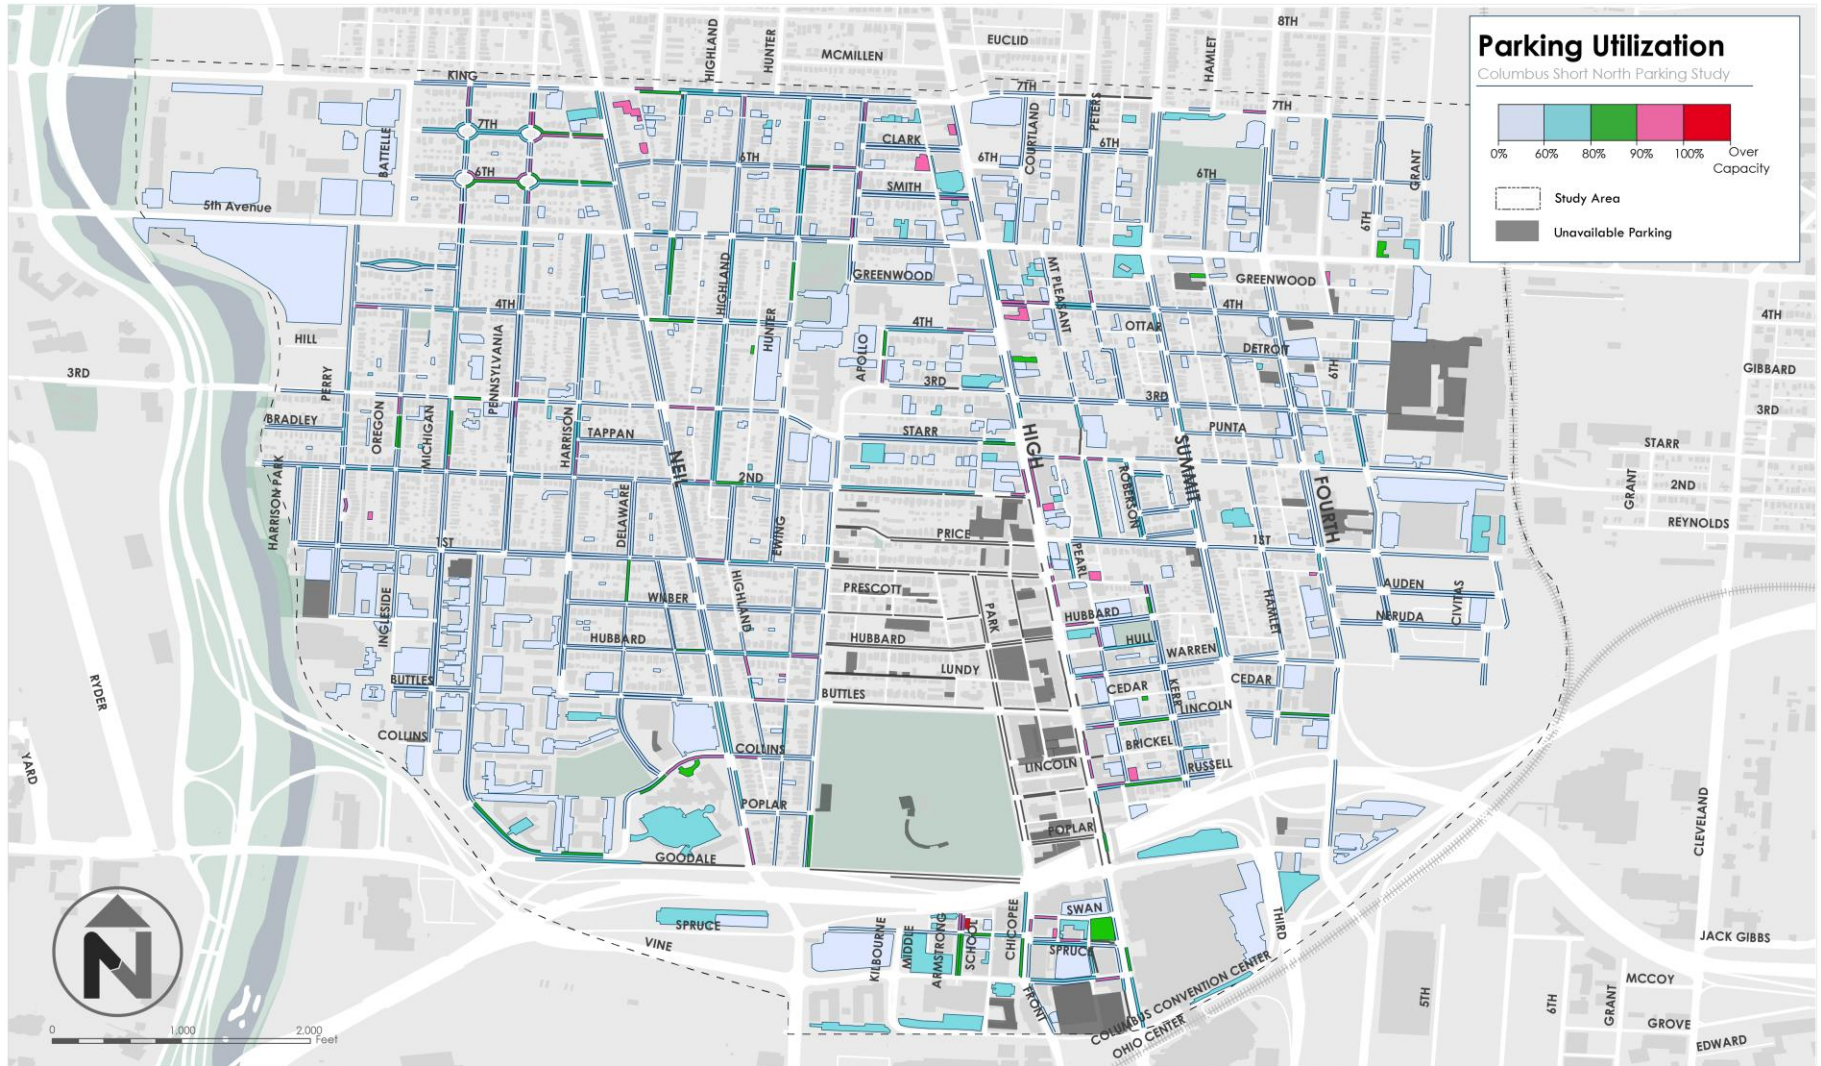 8TH
HIGHLAND
HUNTER
MCMILLEN
EUCLID
HAMLET
Parking Utilization
Columbus Short North Parking Study
0% 60% 80% 90% 100% Over
Capacity
Study Area
Unavailable Parking
KING
7TH
PETERS
7TH
BATTELLE
7TH
CLARK
COURTLAND
6TH
6TH
6TH
6TH
6TH
SMITH
6TH
GRANT
5th Avenue
6TH
GREENWOOD
HIGHLAND
MT PLEASANT
GREENWOOD
4TH
4TH
HUNTER
4TH
OTTAR
4TH
HILL
PENNSYLVANIA
APOLLO
DETROIT
6TH
GIBBARD
3RD
PERRY
3RD
3RD
3RD
BRADLEY
OREGON
MICHIGAN
HARRISON
TAPPAN
STARR
HIGH
PUNTA
STARR
NEIL
SUMMIT
HARRISON PARK
2ND
ROBERSON
FOURTH
GRANT
2ND
DELAWARE
EWING
PRICE
REYNOLDS
1ST
1ST
PEARL
HIGHLAND
PRESCOTT
AUDEN
CIVITAS
INGLESIDE
WILBER
PARK
HUBBARD
HAMLET
NERUDA
HUBBARD
HUBBARD
HULL
WARREN
LUNDY
BUTTLES
BUTTLES
CEDAR
KERR
CEDAR
RYDER
LINCOLN
COLLINS
COLLINS
BRICKEL
YARD
LINCOLN
RUSSELL
POPLAR
POPLAR
CLEVELAND
GOODALE
SWAN
SPRUCE
KILBOURNE
MIDDLE
ARMSTRONG
SCHOOL
CHICOPEE
THIRD
VINE
SPRUCE
JACK GIBBS
COLUMBUS CONVENTION CENTER
MCCOY
N
FRONT
5TH
6TH
GRANT
OHIO CENTER
GROVE
EDWARD
0 1,000 2,000
Feet